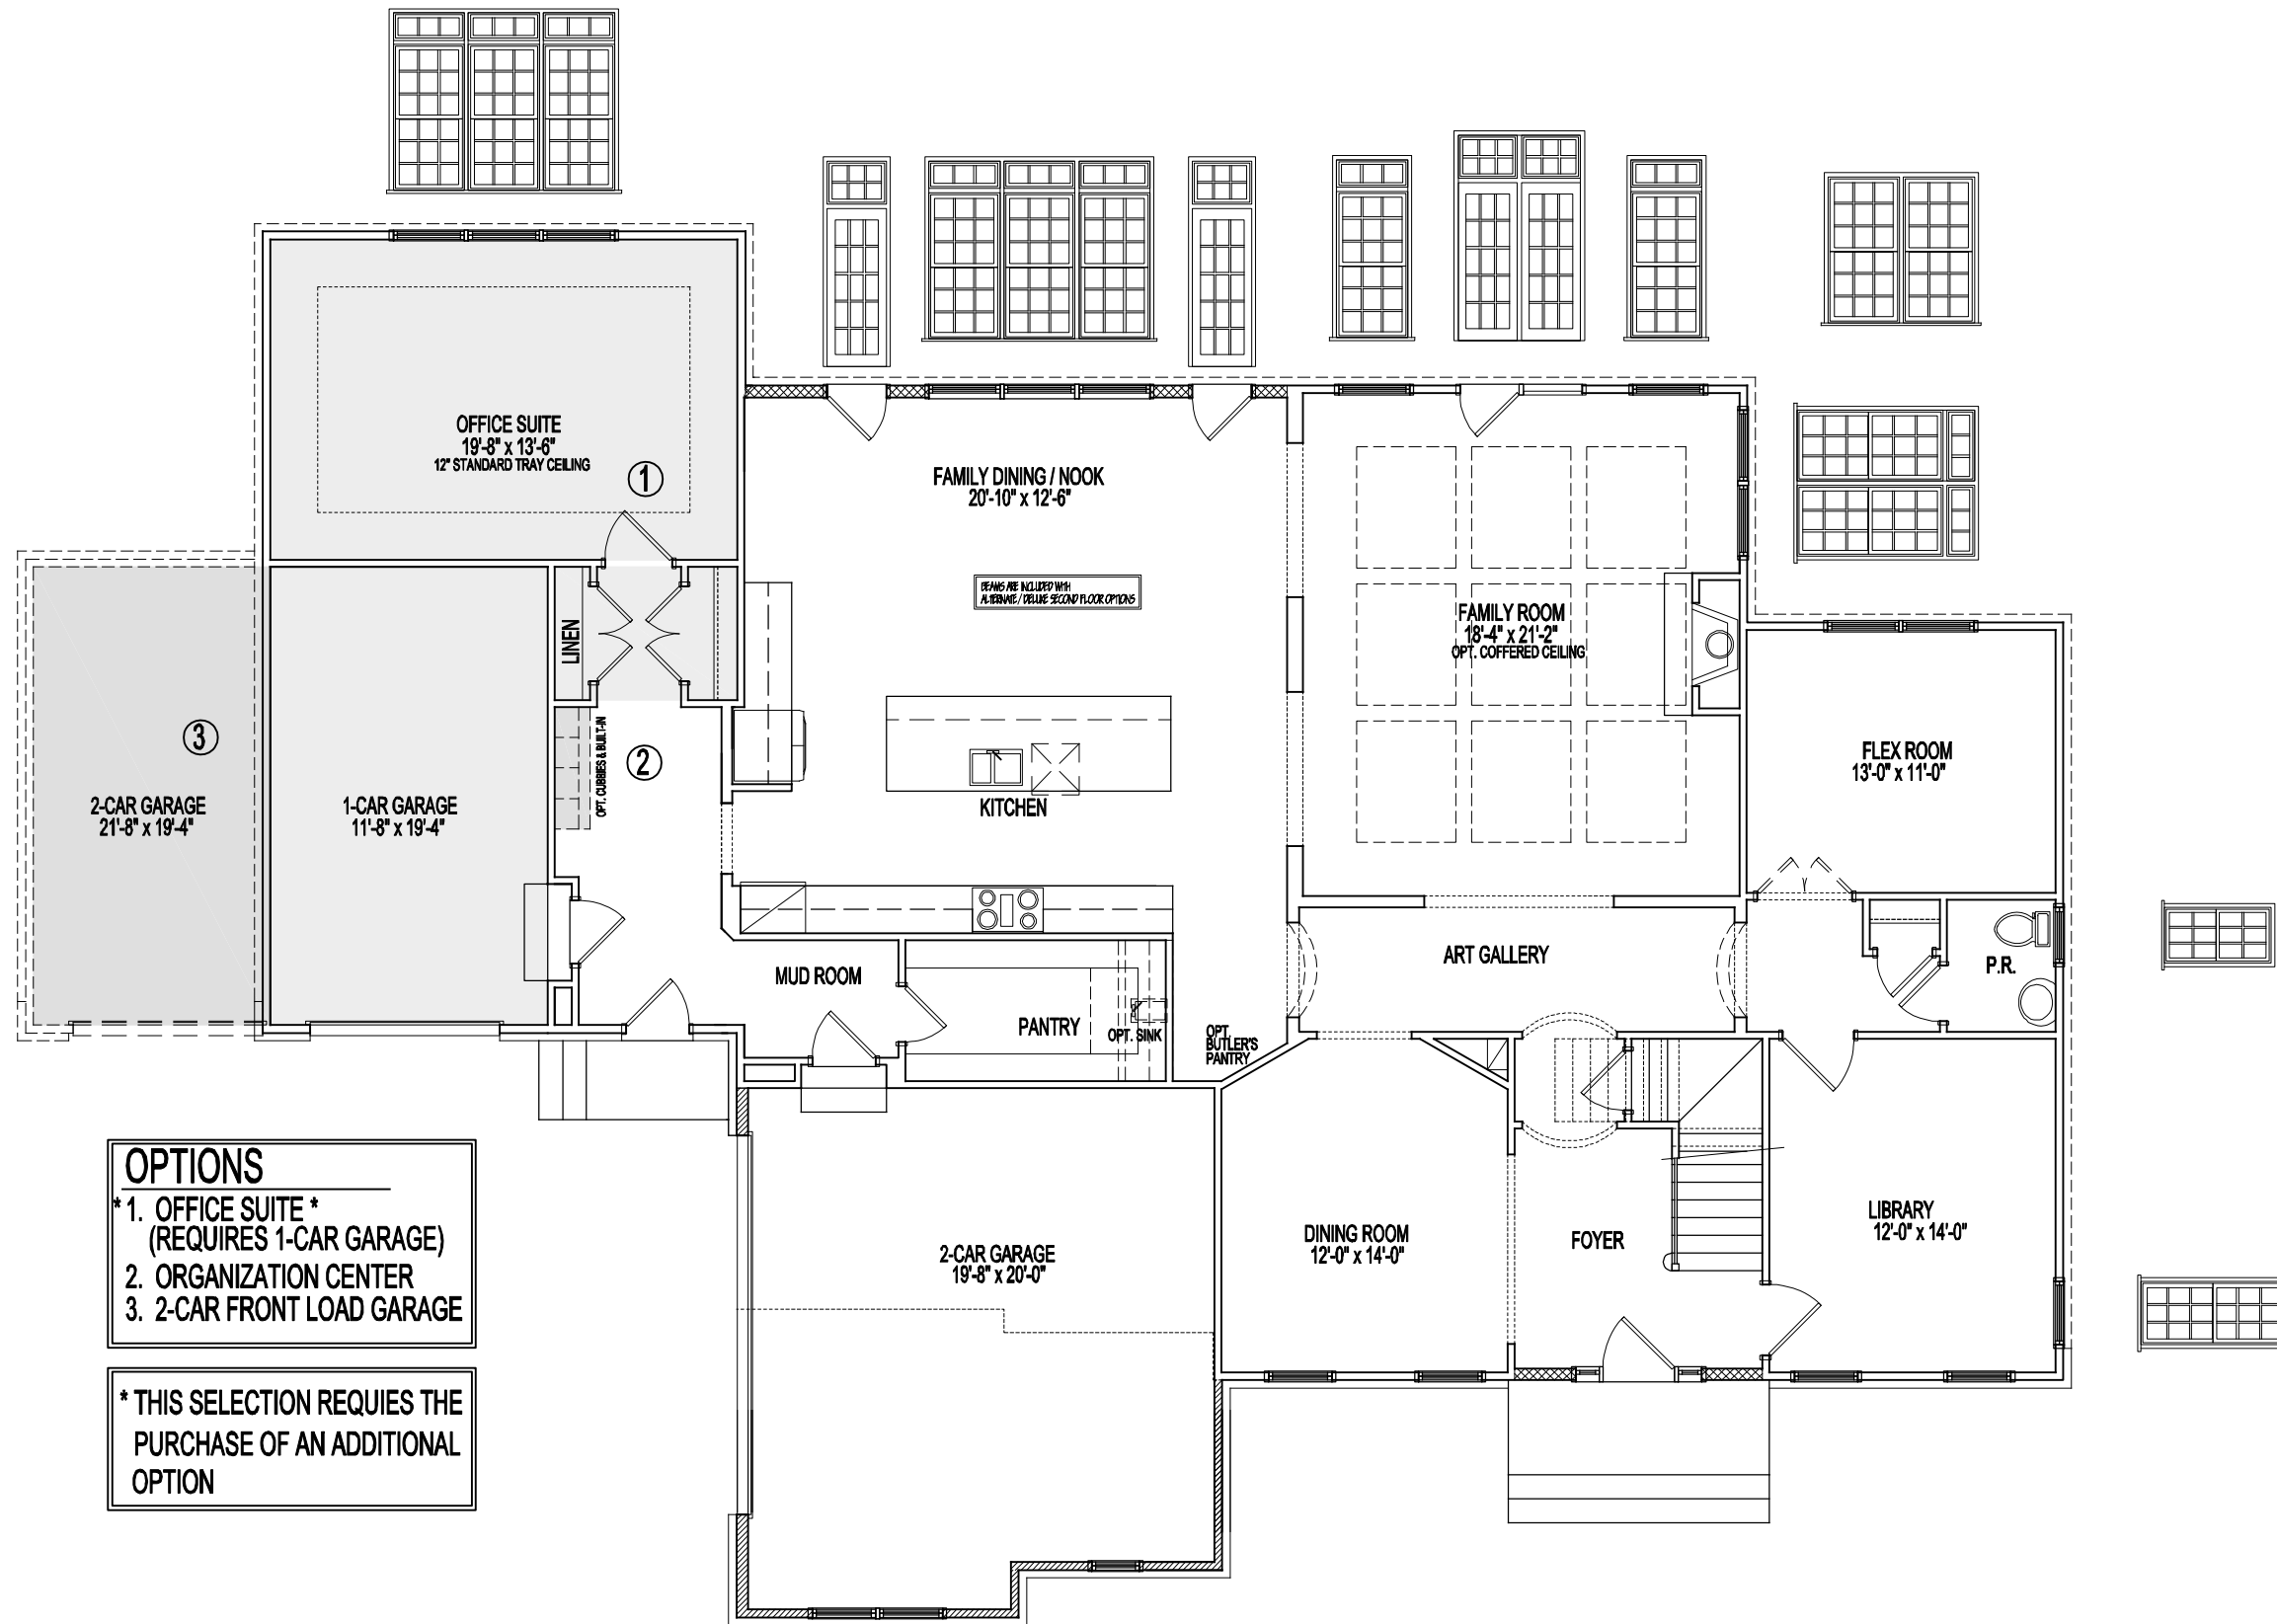 OFFICE SUITE
19'-8" x 13'-6"
12" STANDARD TRAY CEILING
1
FAMILY DINING / NOOK
20'-10" x 12'-6"
BEAMS ARE INCLUDED WITH
ALTERNATE / DELUXE SECOND FLOOR OPTIONS
FAMILY ROOM
18'-4" x 21'-2"
OPT. COFFERED CEILING
LINEN
3
2
OPT. CUBBIES & BUILT-IN
2-CAR GARAGE
21'-8" x 19'-4"
1-CAR GARAGE
11'-8" x 19'-4"
KITCHEN
FLEX ROOM
13'-0" x 11'-0"
MUD ROOM
ART GALLERY
P.R.
PANTRY
OPT. SINK
OPT.
BUTLER'S
PANTRY
DINING ROOM
12'-0" x 14'-0"
FOYER
LIBRARY
12'-0" x 14'-0"
2-CAR GARAGE
19'-8" x 20'-0"
OPTIONS
* 1. OFFICE SUITE *
(REQUIRES 1-CAR GARAGE)
2. ORGANIZATION CENTER
3. 2-CAR FRONT LOAD GARAGE
* THIS SELECTION REQUIES THE
PURCHASE OF AN ADDITIONAL
OPTION